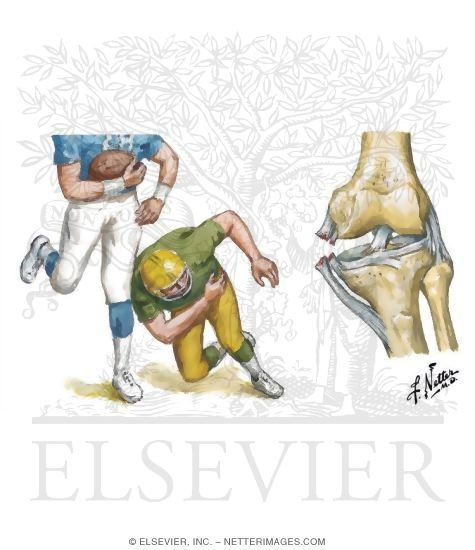 F. Netter
M.D.
ELSEVIER
© ELSEVIER, INC. – NETTERIMAGES.COM